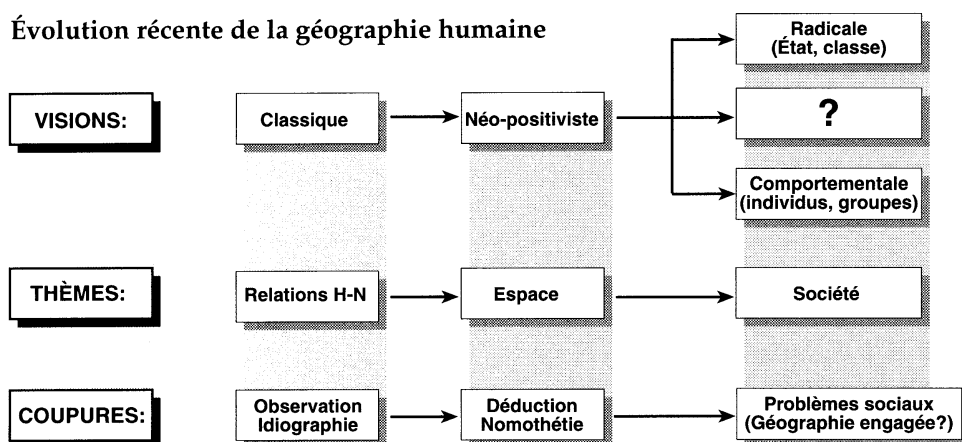 Évolution récente de la géographie humaine
Radicale
(État, classe)
VISIONS:
Classique
Néo-positiviste
?
Comportementale
(individus, groupes)
THÈMES:
Relations H-N
Espace
Société
COUPURES:
Observation
Idiographie
Déduction
Nomothétie
Problèmes sociaux
(Géographie engagée?)